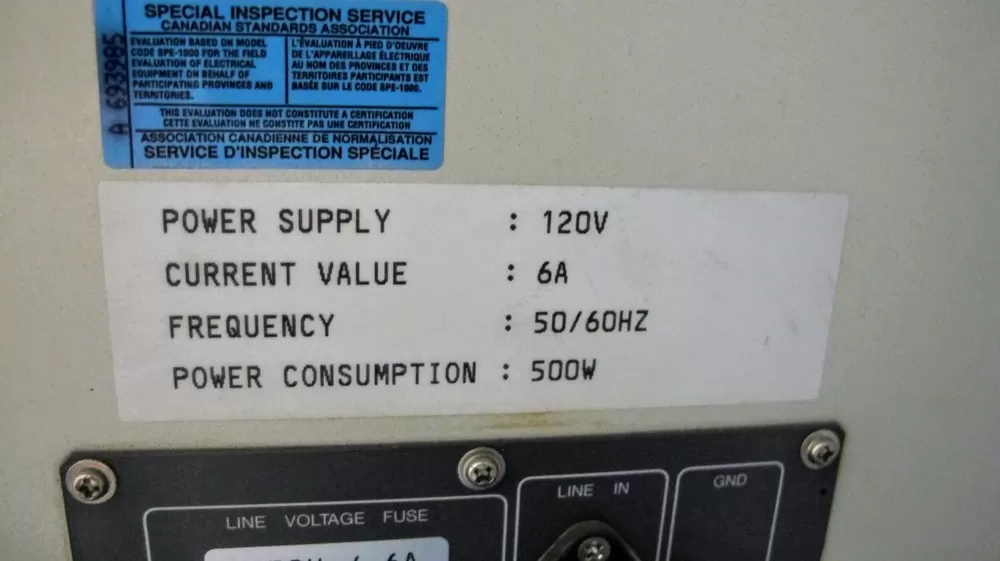 SPECIAL INSPECTION SERVICE
CANADIAN STANDARDS ASSOCIATION
EVALUATION BASED ON MODEL
CODE SPE-1000 FOR THE FIELD
EVALUATION OF ELECTRICAL
EQUIPMENT ON BEHALF OF
PARTICIPATING PROVINCES AND
TERRITORIES.
L'ÉVALUATION À PIED D'OEUVRE
DE L'APPAREILLAGE ÉLECTRIQUE
AU NOM DES PROVINCES ET DES
TERRITOIRES PARTICIPANTS EST
BASÉE SUR LE CODE SPE-1000.
A 693985
THIS EVALUATION DOES NOT CONSTITUTE A CERTIFICATION
CETTE EVALUATION NE CONSTITE PAS UNE CERTIFICATION
ASSOCIATION CANADIENNE DE NORMALISATION
SERVICE D'INSPECTION SPÉCIALE
POWER SUPPLY : 120V
CURRENT VALUE : 6A
FREQUENCY : 50/60HZ
POWER CONSUMPTION : 500W
LINE VOLTAGE FUSE
LINE IN
GND
6A